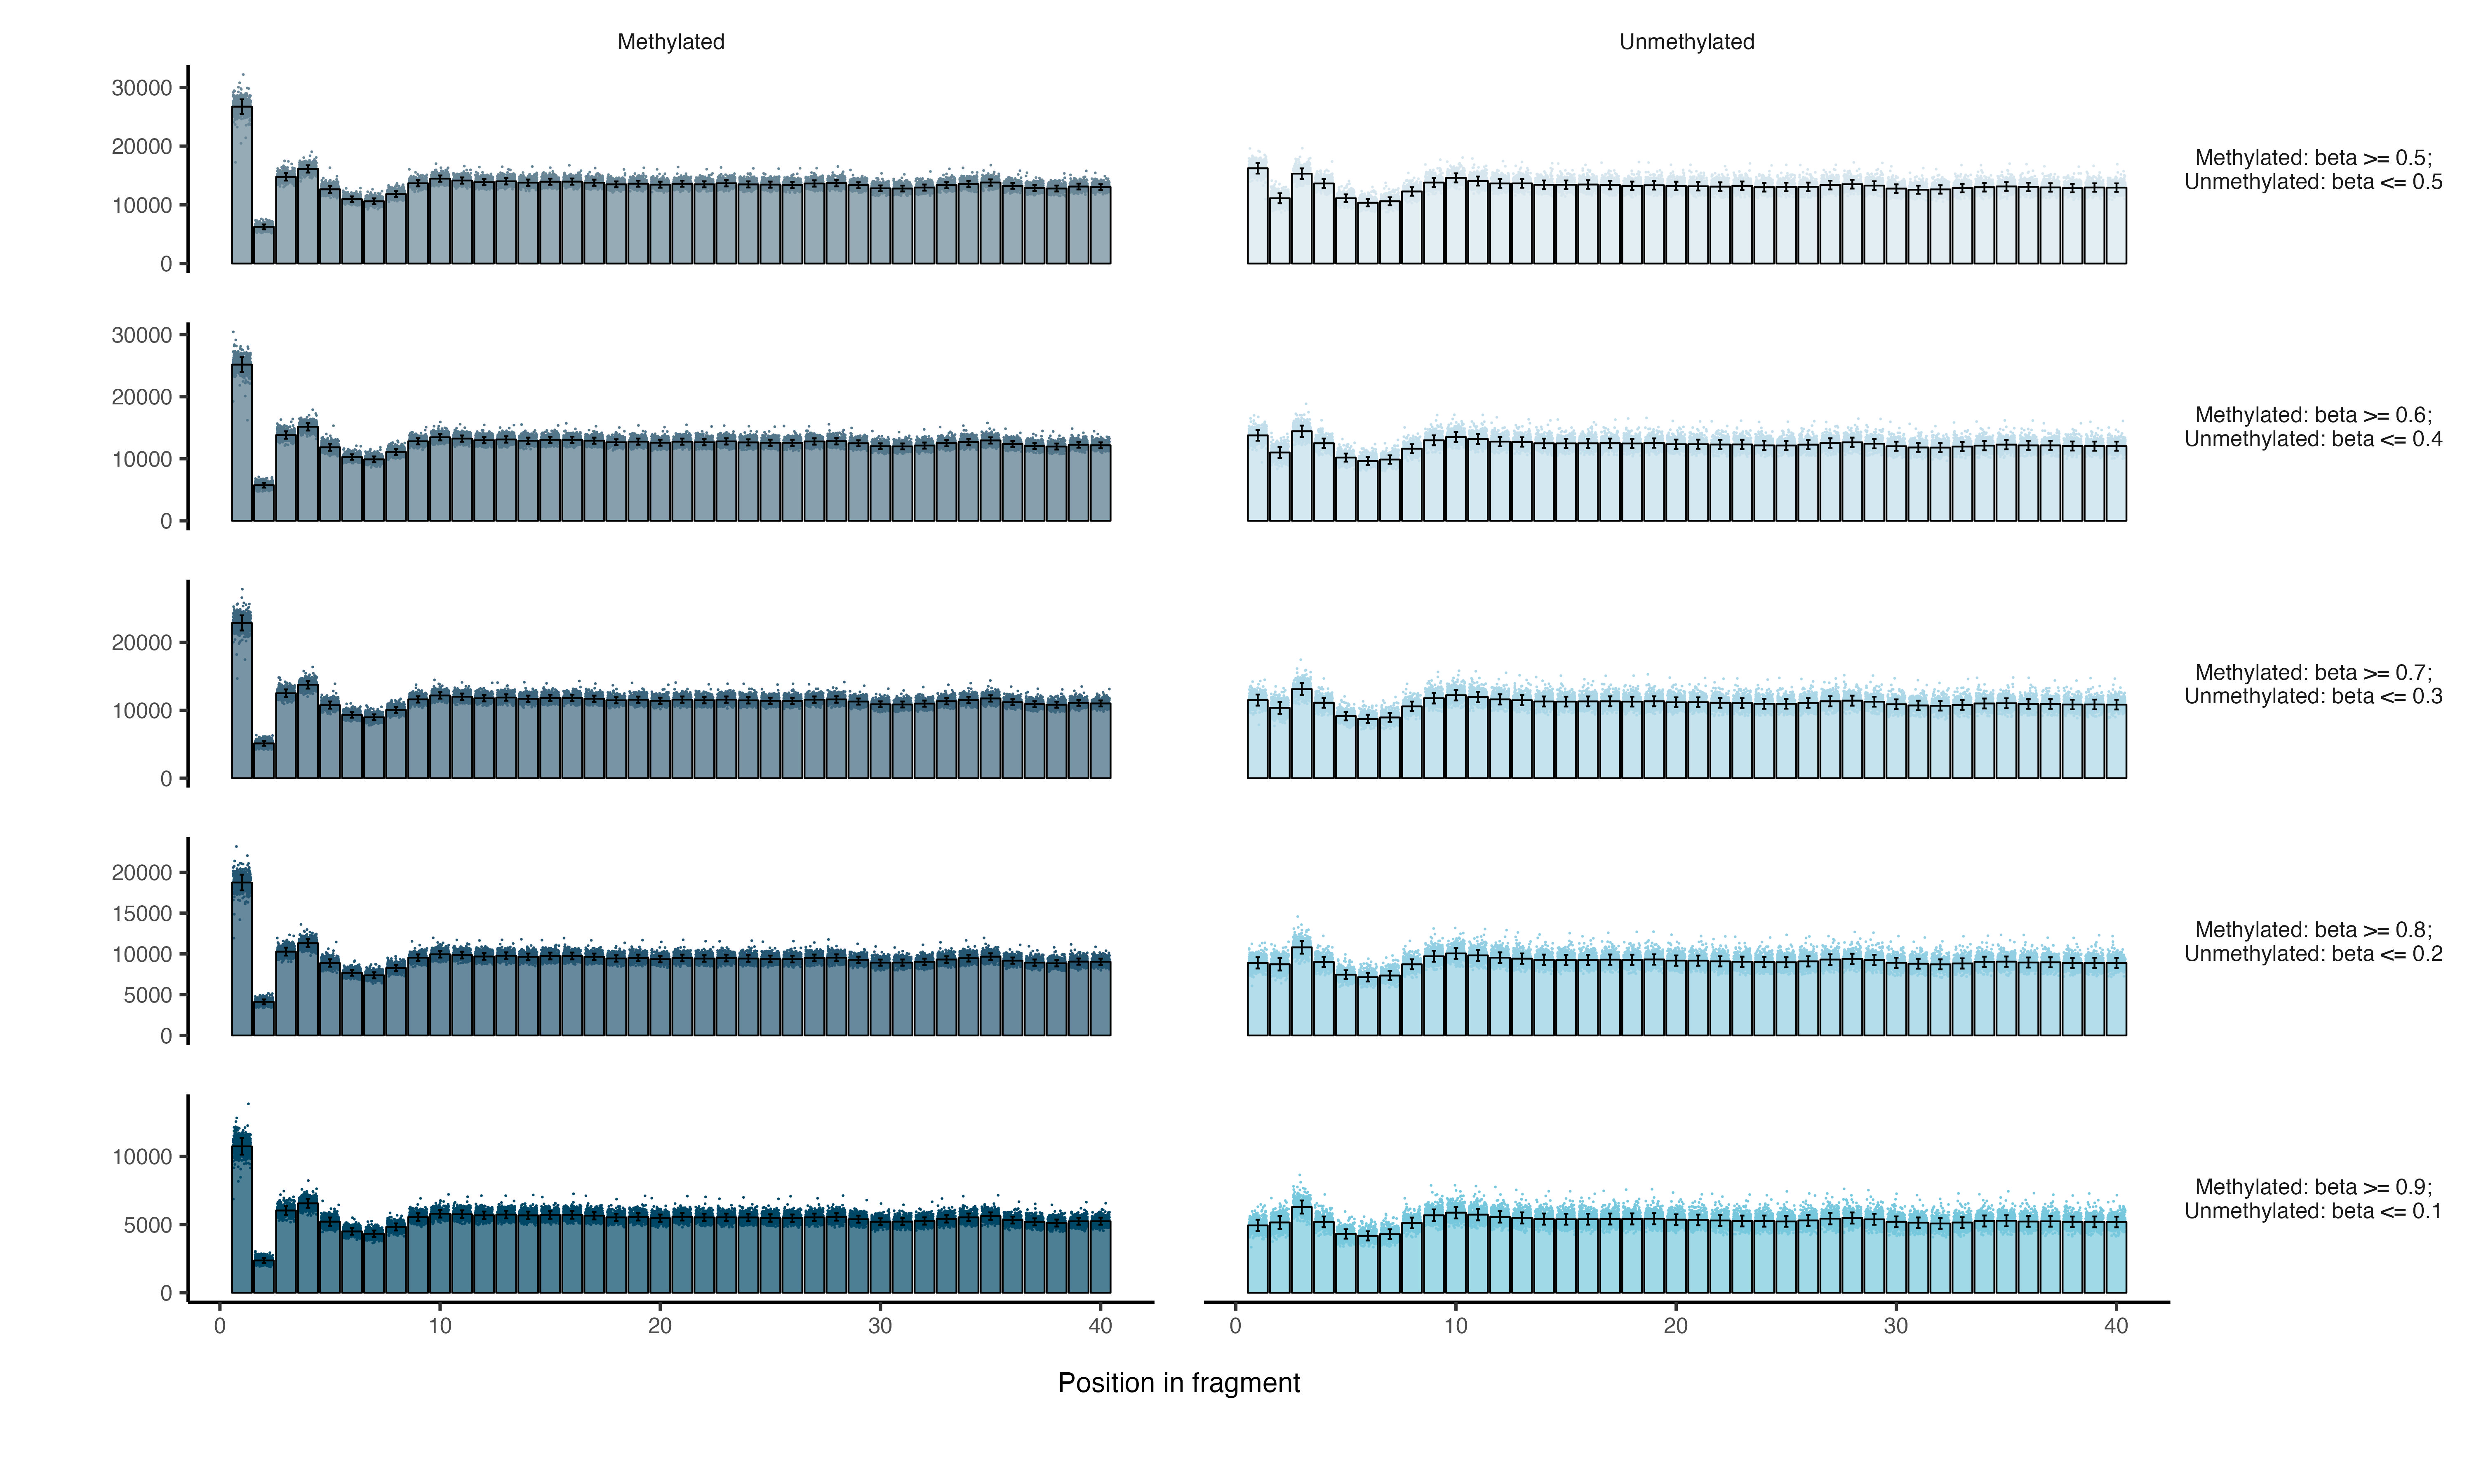 Methylated
Unmethylated
30000
20000
10000
0
Methylated: beta >= 0.5;
Unmethylated: beta <= 0.5
30000
20000
10000
0
Methylated: beta >= 0.6;
Unmethylated: beta <= 0.4
20000
10000
0
Methylated: beta >= 0.7;
Unmethylated: beta <= 0.3
20000
15000
10000
5000
0
Methylated: beta >= 0.8;
Unmethylated: beta <= 0.2
10000
5000
0
Methylated: beta >= 0.9;
Unmethylated: beta <= 0.1
0 10 20 30 40
0 10 20 30 40
Position in fragment